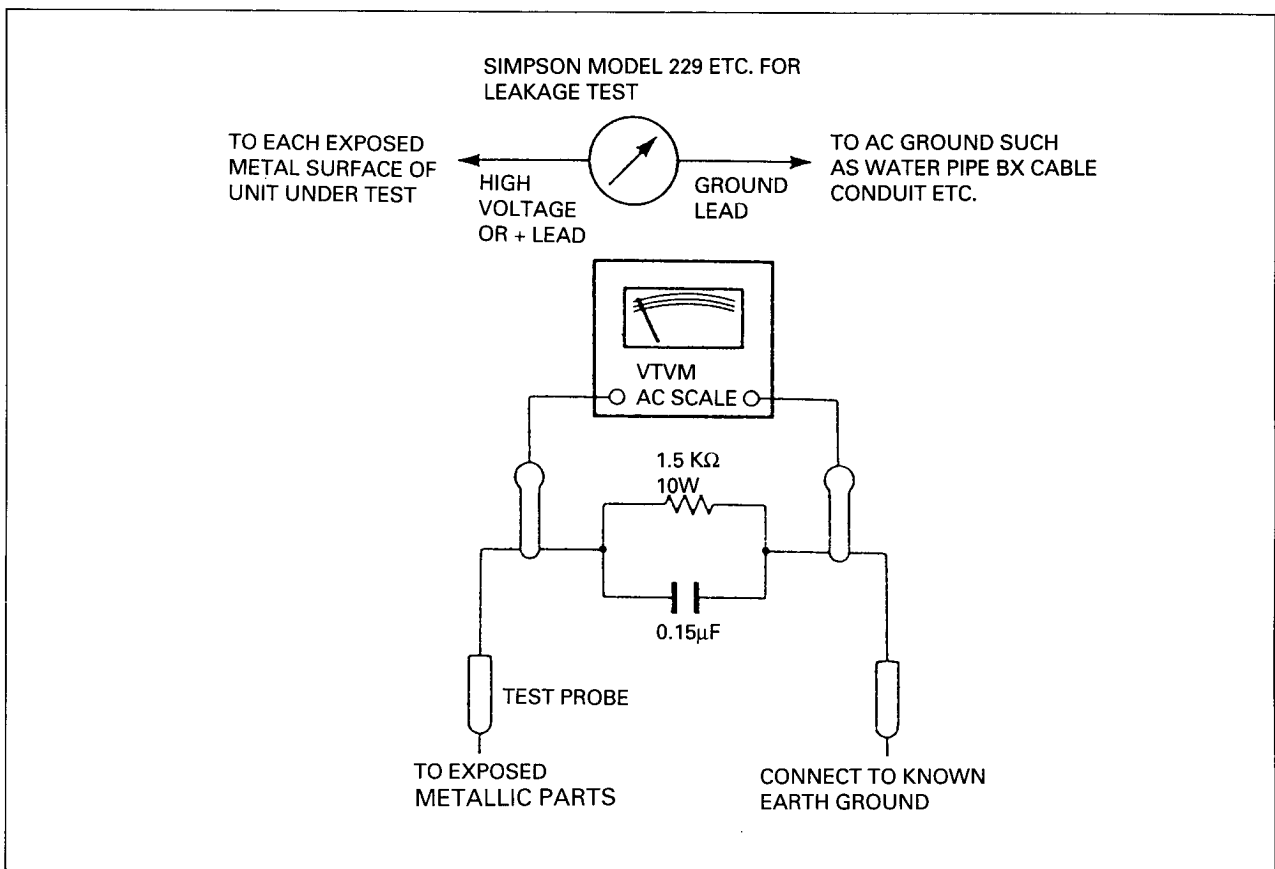 SIMPSON MODEL 229 ETC. FOR
LEAKAGE TEST
TO EACH EXPOSED
METAL SURFACE OF
UNIT UNDER TEST
HIGH
VOLTAGE
OR + LEAD
GROUND
LEAD
TO AC GROUND SUCH
AS WATER PIPE BX CABLE
CONDUIT ETC.
VTVM
AC SCALE
1.5 KΩ
10W
0.15µF
TEST PROBE
TO EXPOSED
METALLIC PARTS
CONNECT TO KNOWN
EARTH GROUND